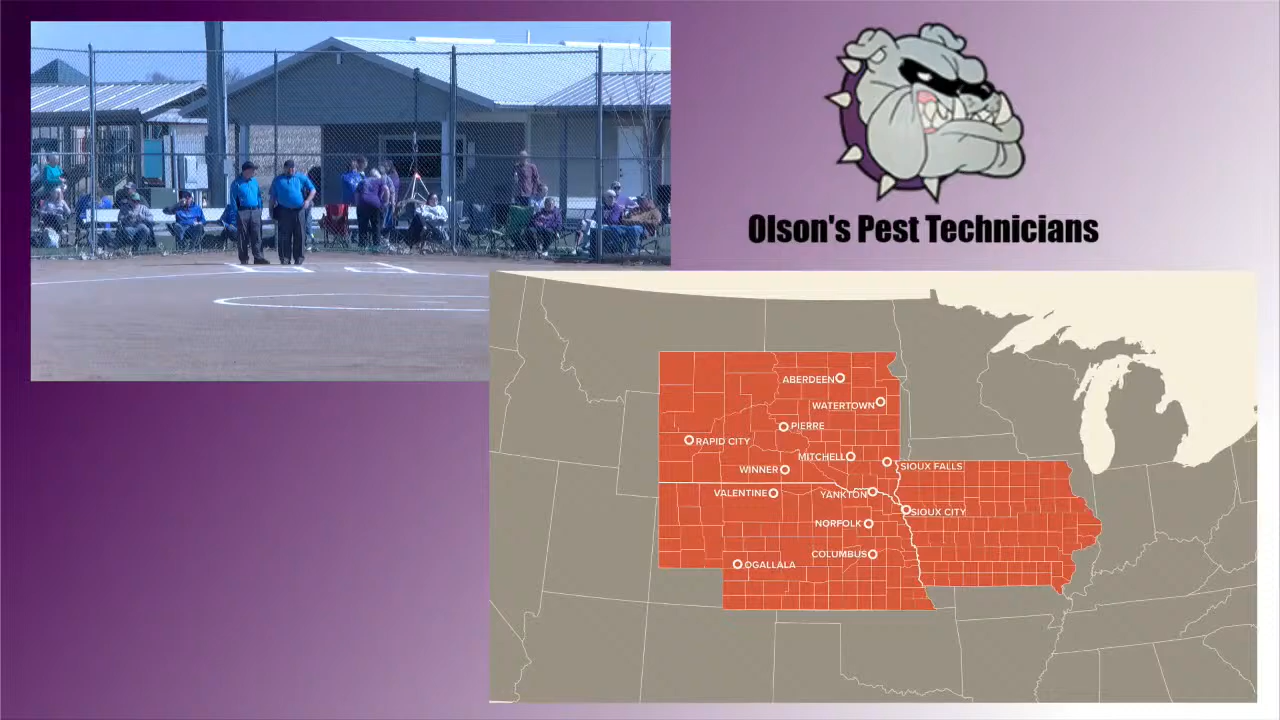 Olson's Pest Technicians
ABERDEEN
WATERTOWN
PIERRE
RAPID CITY
MITCHELL
SIOUX FALLS
WINNER
VALENTINE
YANKTON
SIOUX CITY
NORFOLK
COLUMBUS
OGALLALA